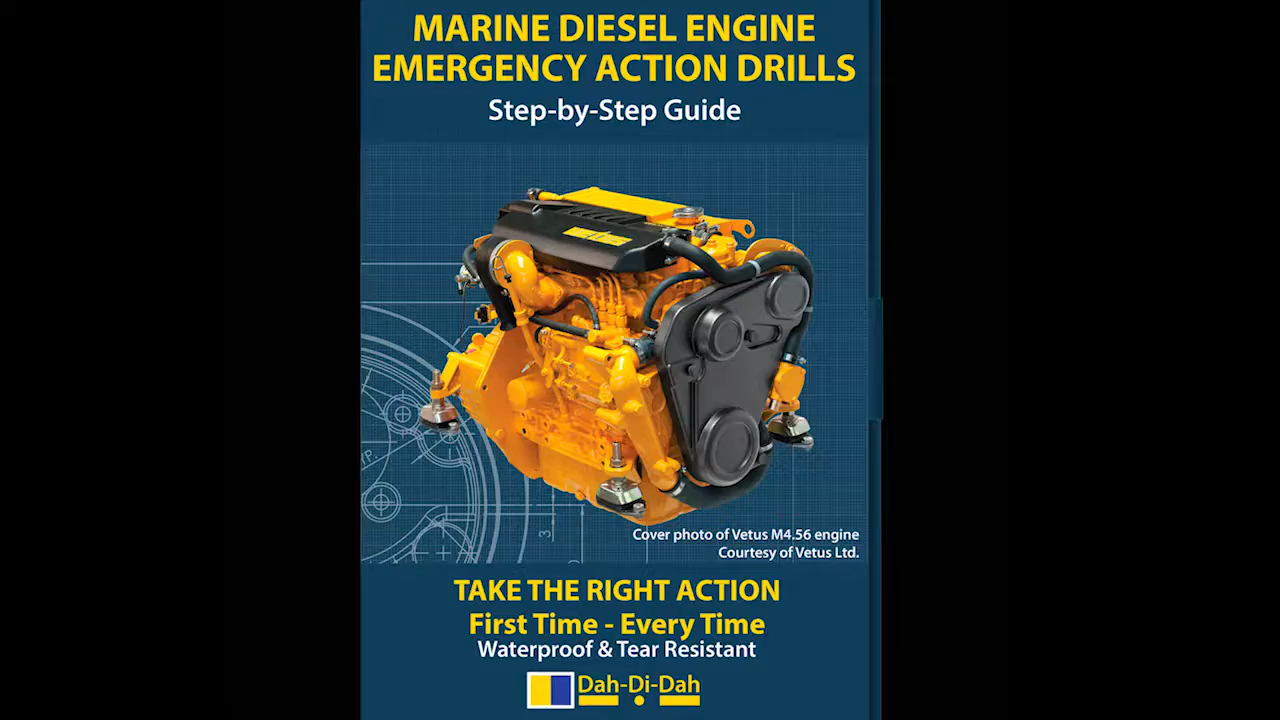 MARINE DIESEL ENGINE
EMERGENCY ACTION DRILLS
Step-by-Step Guide
P.
3
Cover photo of Vetus M4.56 engine
Courtesy of Vetus Ltd.
TAKE THE RIGHT ACTION
First Time - Every Time
Waterproof & Tear Resistant
Dah-Di-Dah